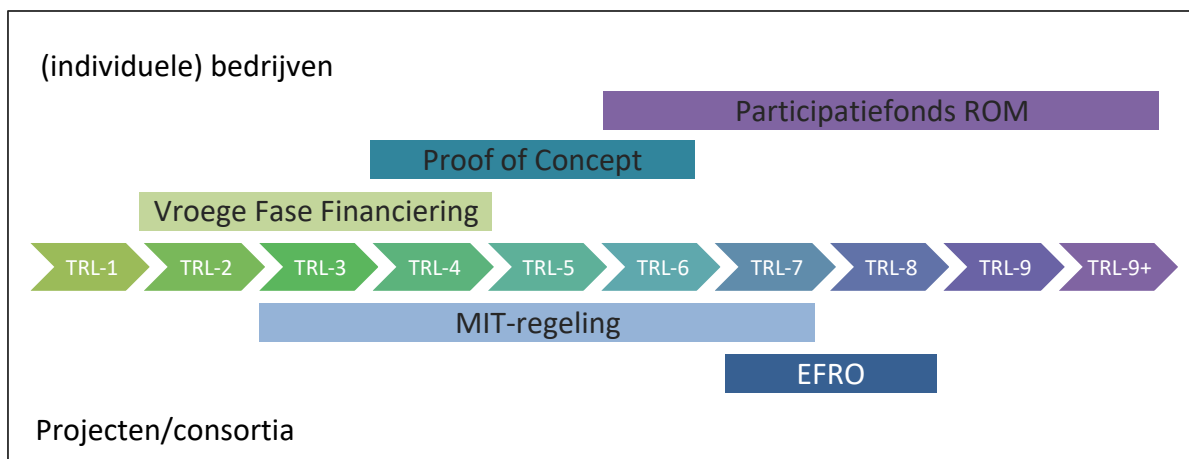 (individuele) bedrijven
Participatiefonds ROM
Proof of Concept
Vroege Fase Financiering
TRL-1 TRL-2 TRL-3 TRL-4 TRL-5 TRL-6 TRL-7 TRL-8 TRL-9 TRL-9+
MIT-regeling
EFRO
Projecten/consortia